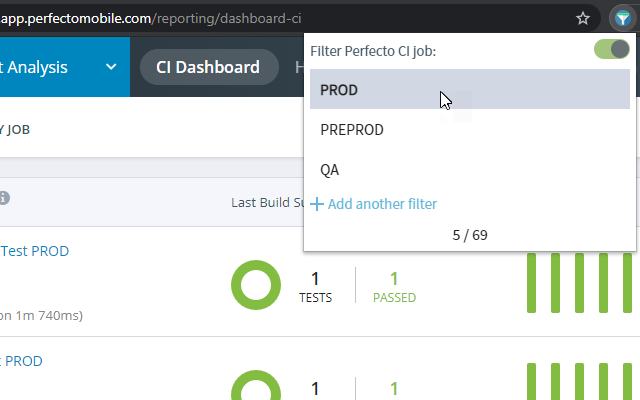 app.perfectomobile.com/reporting/dashboard-ci
Filter Perfecto CI job:
t Analysis
CI Dashboard
H
PROD
PREPROD
QA
Add another filter
5 / 69
Y JOB
Last Build Su
Test PROD
1
TESTS
1
PASSED
on 1m 740ms)
t PROD
1
1